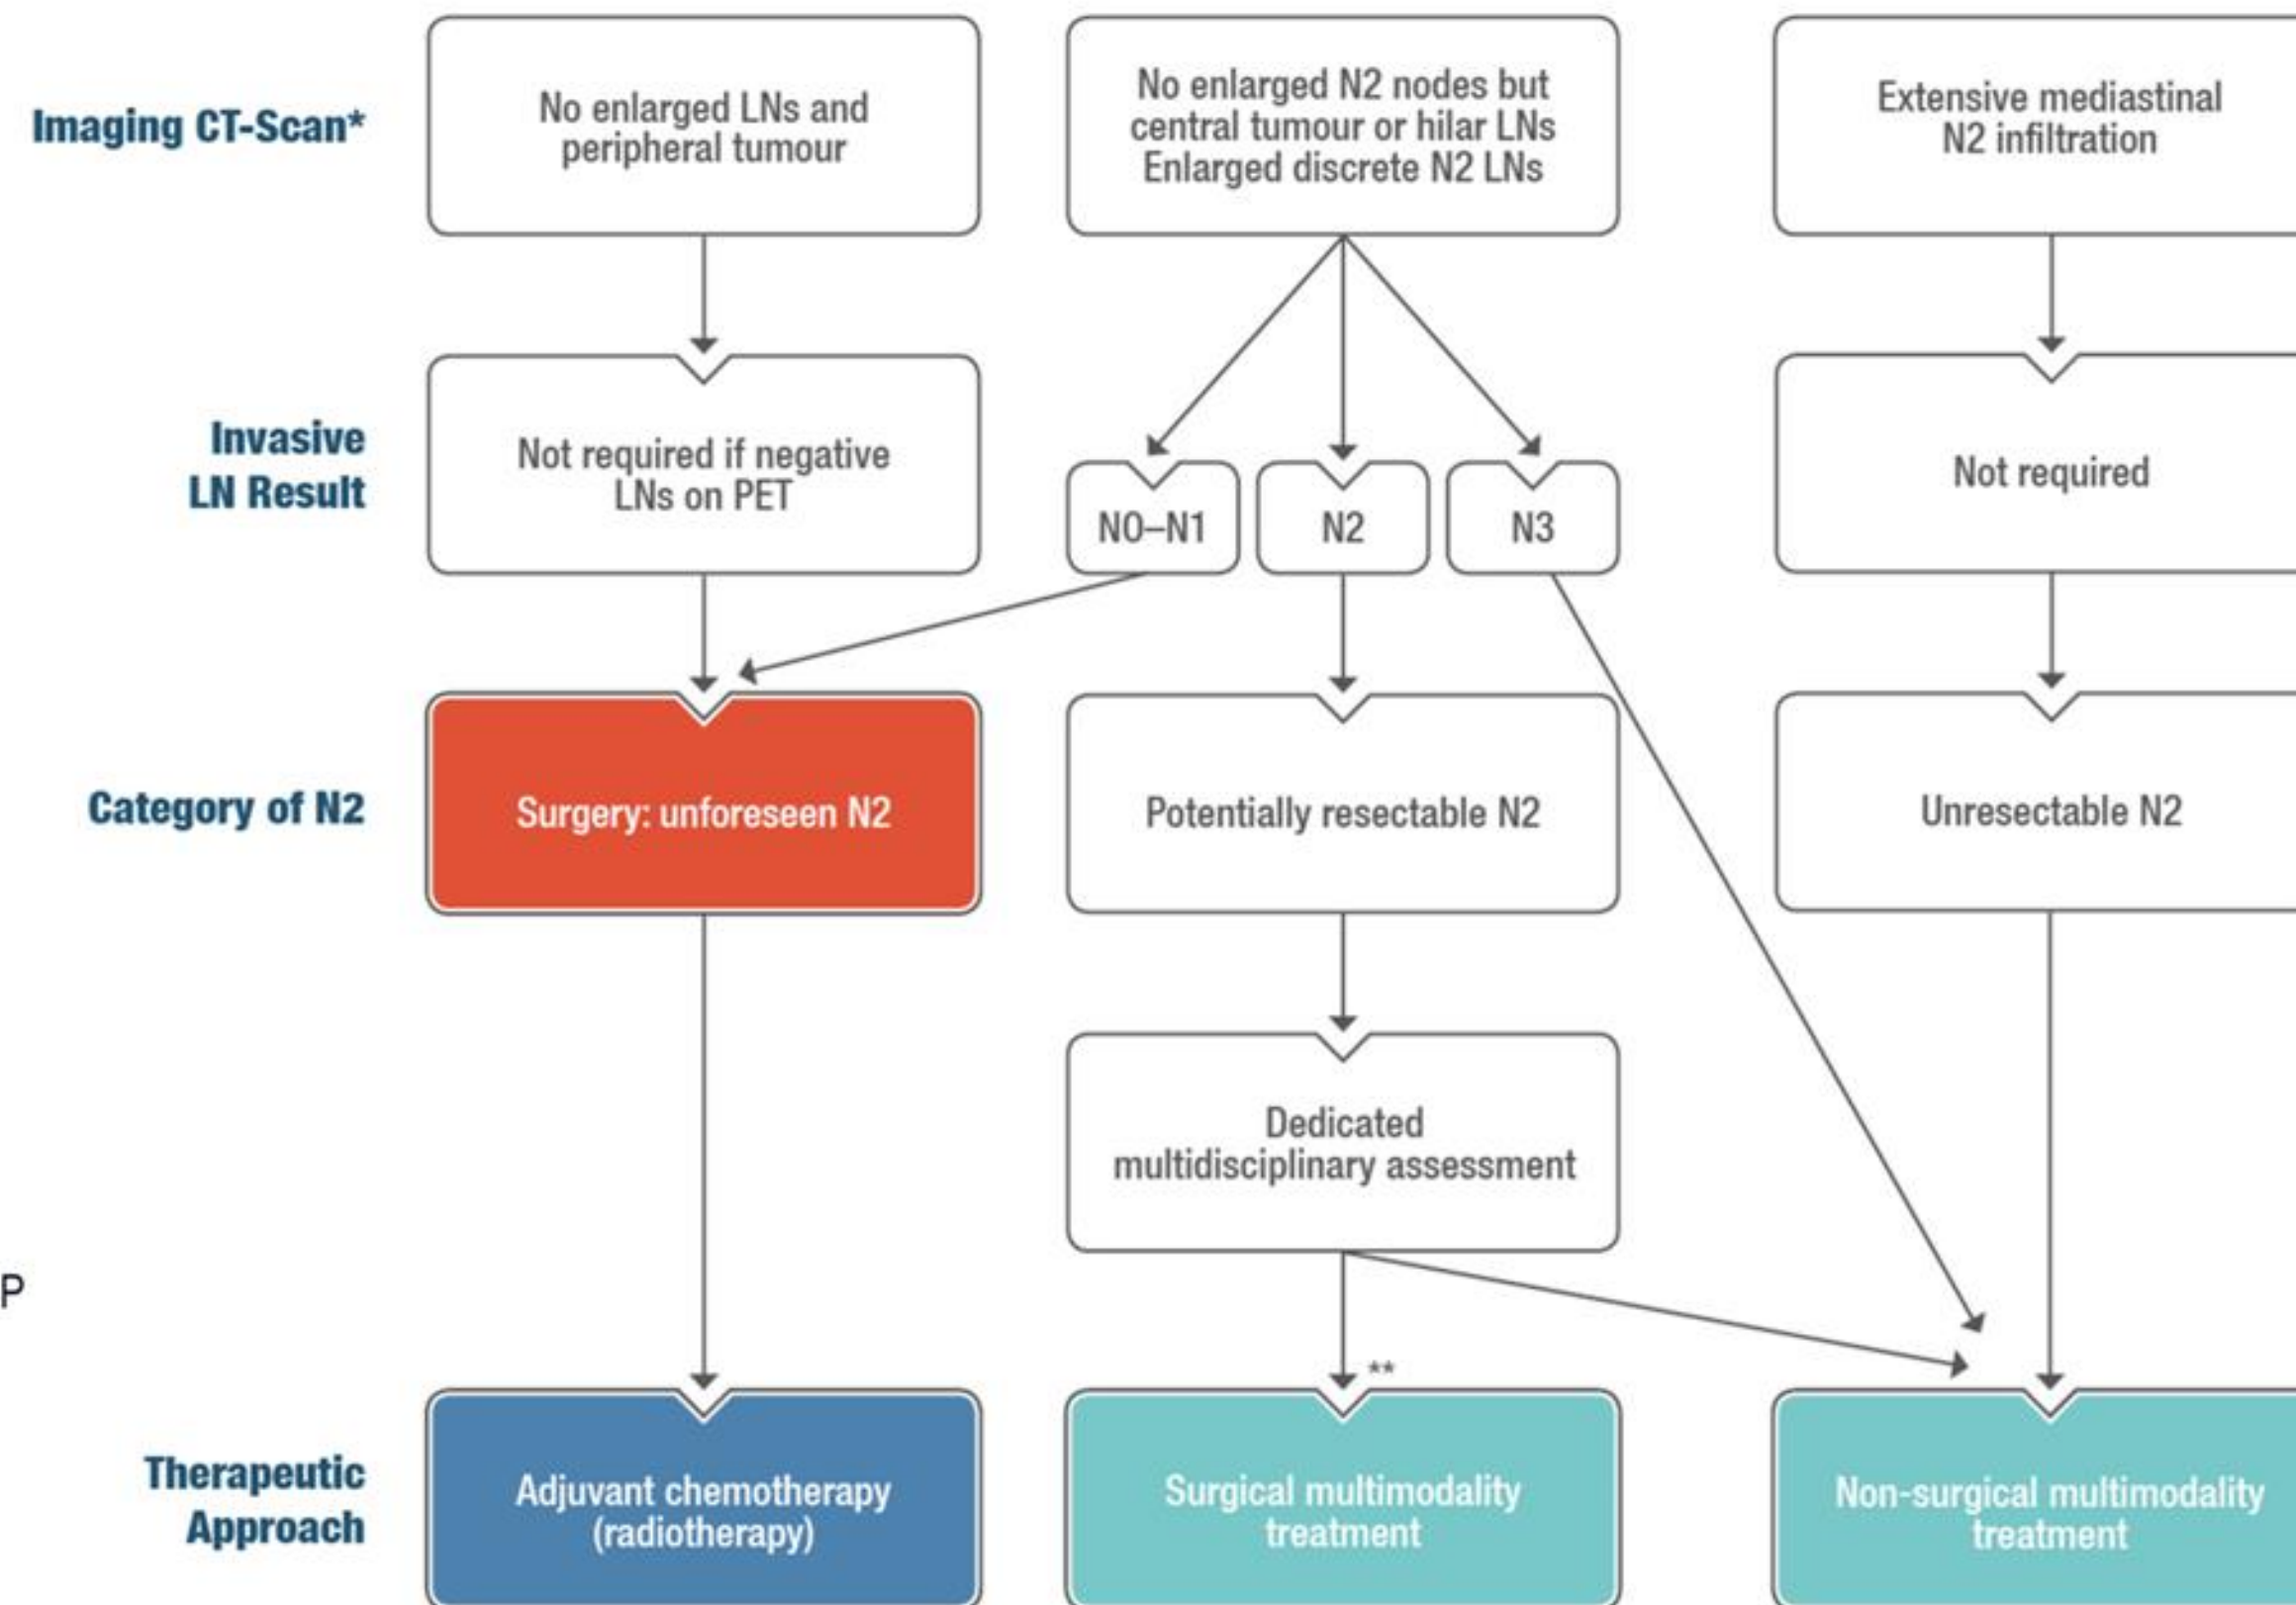 Imaging CT-Scan*
No enlarged LNs and
peripheral tumour
No enlarged N2 nodes but
central tumour or hilar LNs
Enlarged discrete N2 LNs
Extensive mediastinal
N2 infiltration
Invasive
LN Result
Not required if negative
LNs on PET
N0–N1
N2
N3
Not required
Category of N2
Surgery: unforeseen N2
Potentially resectable N2
Unresectable N2
Dedicated
multidisciplinary assessment
P
**
Therapeutic
Approach
Adjuvant chemotherapy
(radiotherapy)
Surgical multimodality
treatment
Non-surgical multimodality
treatment